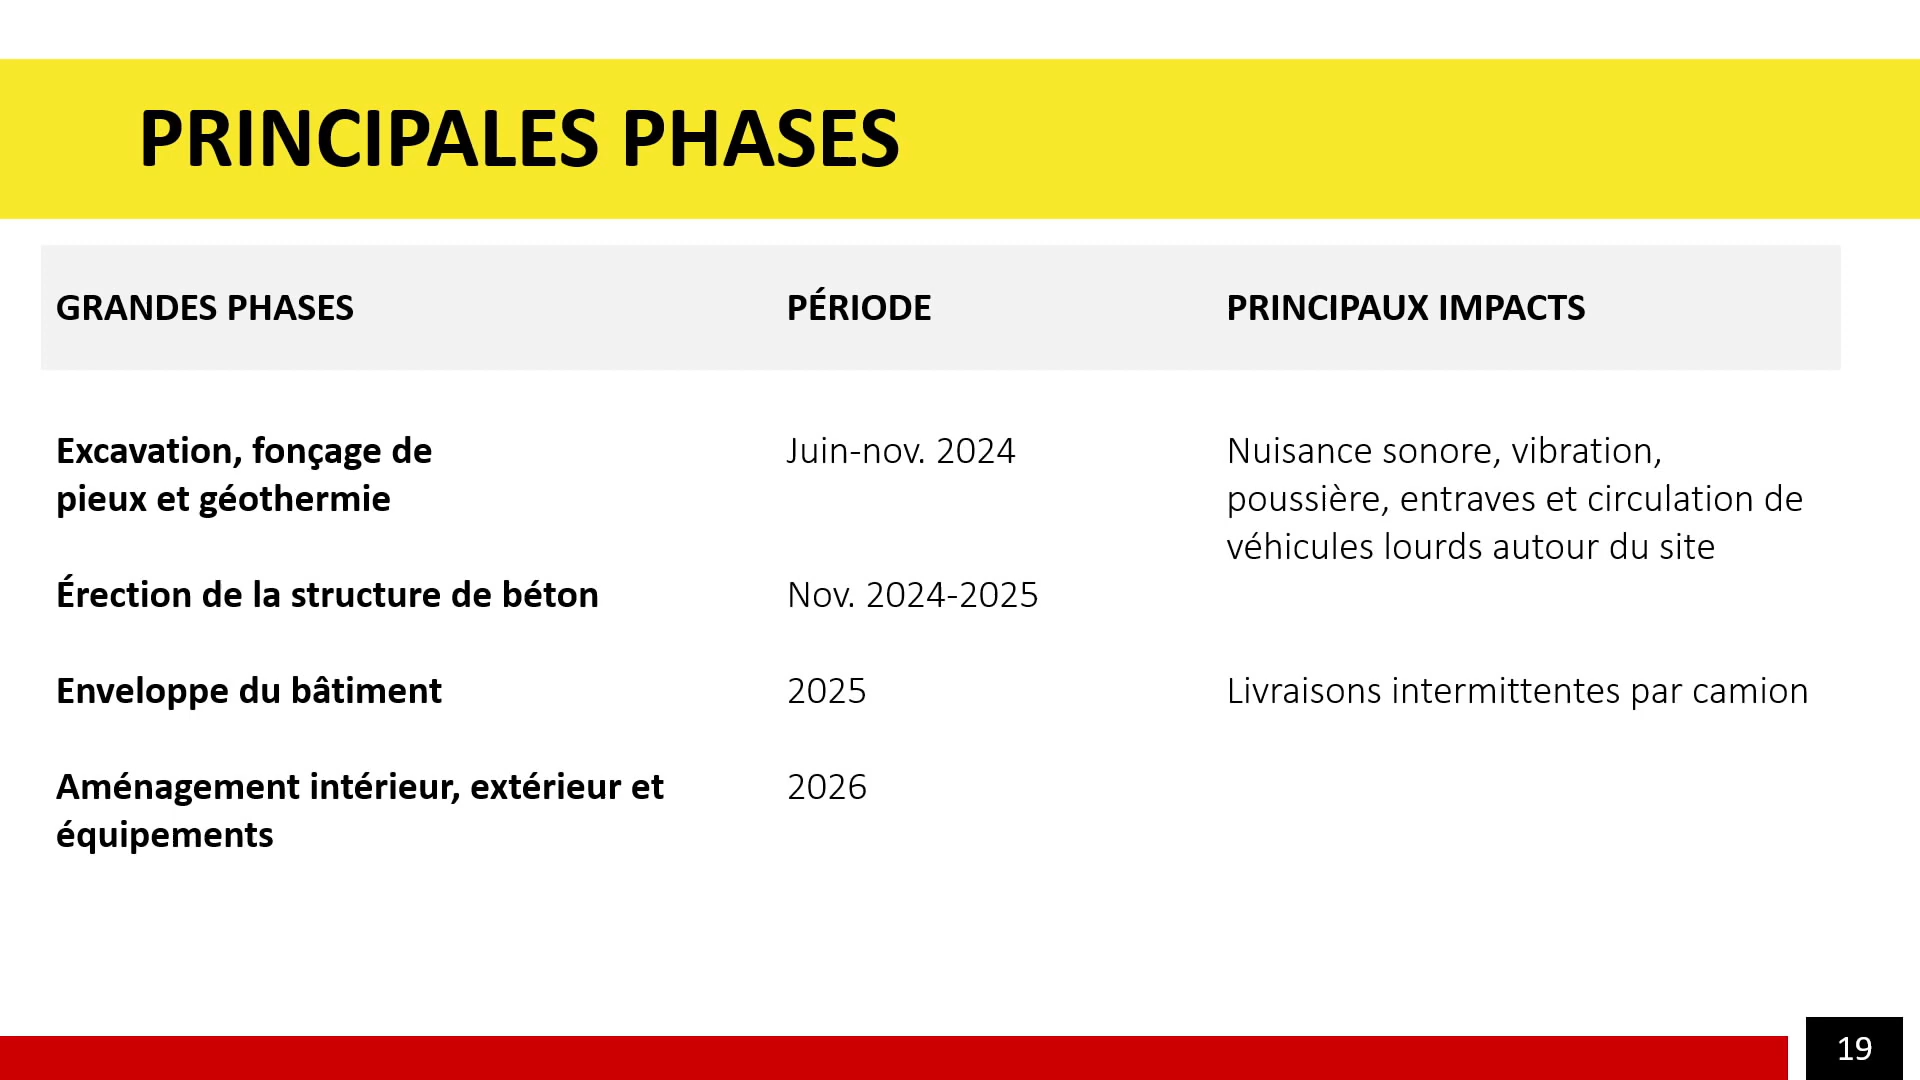 PRINCIPALES PHASES
GRANDES PHASES
PÉRIODE
PRINCIPAUX IMPACTS
Excavation, fonçage de
pieux et géothermie
Juin-nov. 2024
Nuisance sonore, vibration,
poussière, entraves et circulation de
véhicules lourds autour du site
Érection de la structure de béton
Nov. 2024-2025
Enveloppe du bâtiment
2025
Livraisons intermittentes par camion
Aménagement intérieur, extérieur et
équipements
2026
19